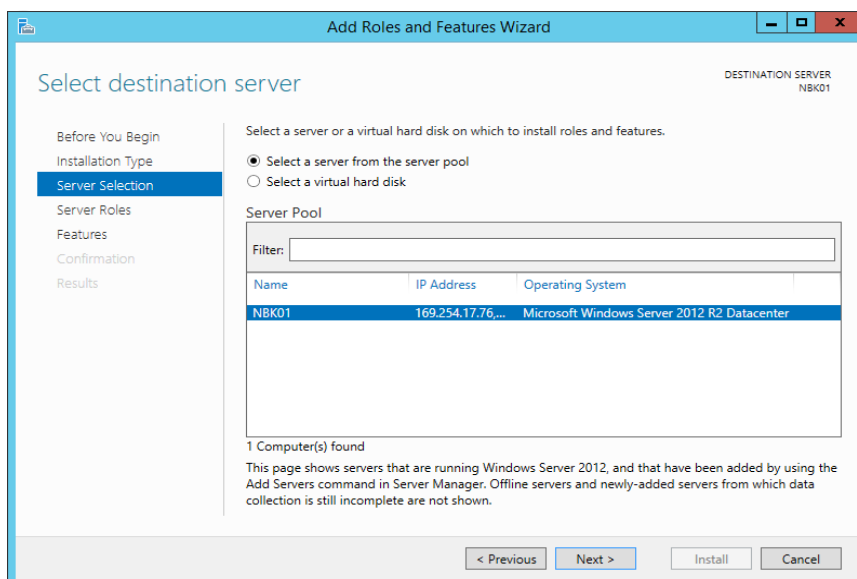 Add Roles and Features Wizard
Select destination server
DESTINATION SERVER
NBK01
Before You Begin
Installation Type
Server Selection
Server Roles
Features
Confirmation
Results
Select a server or a virtual hard disk on which to install roles and features.
Select a server from the server pool
Select a virtual hard disk
Server Pool
Filter:
Name IP Address Operating System
NBK01 169.254.17.76,... Microsoft Windows Server 2012 R2 Datacenter
1 Computer(s) found
This page shows servers that are running Windows Server 2012, and that have been added by using the
Add Servers command in Server Manager. Offline servers and newly-added servers from which data
collection is still incomplete are not shown.
< Previous Next > Install Cancel